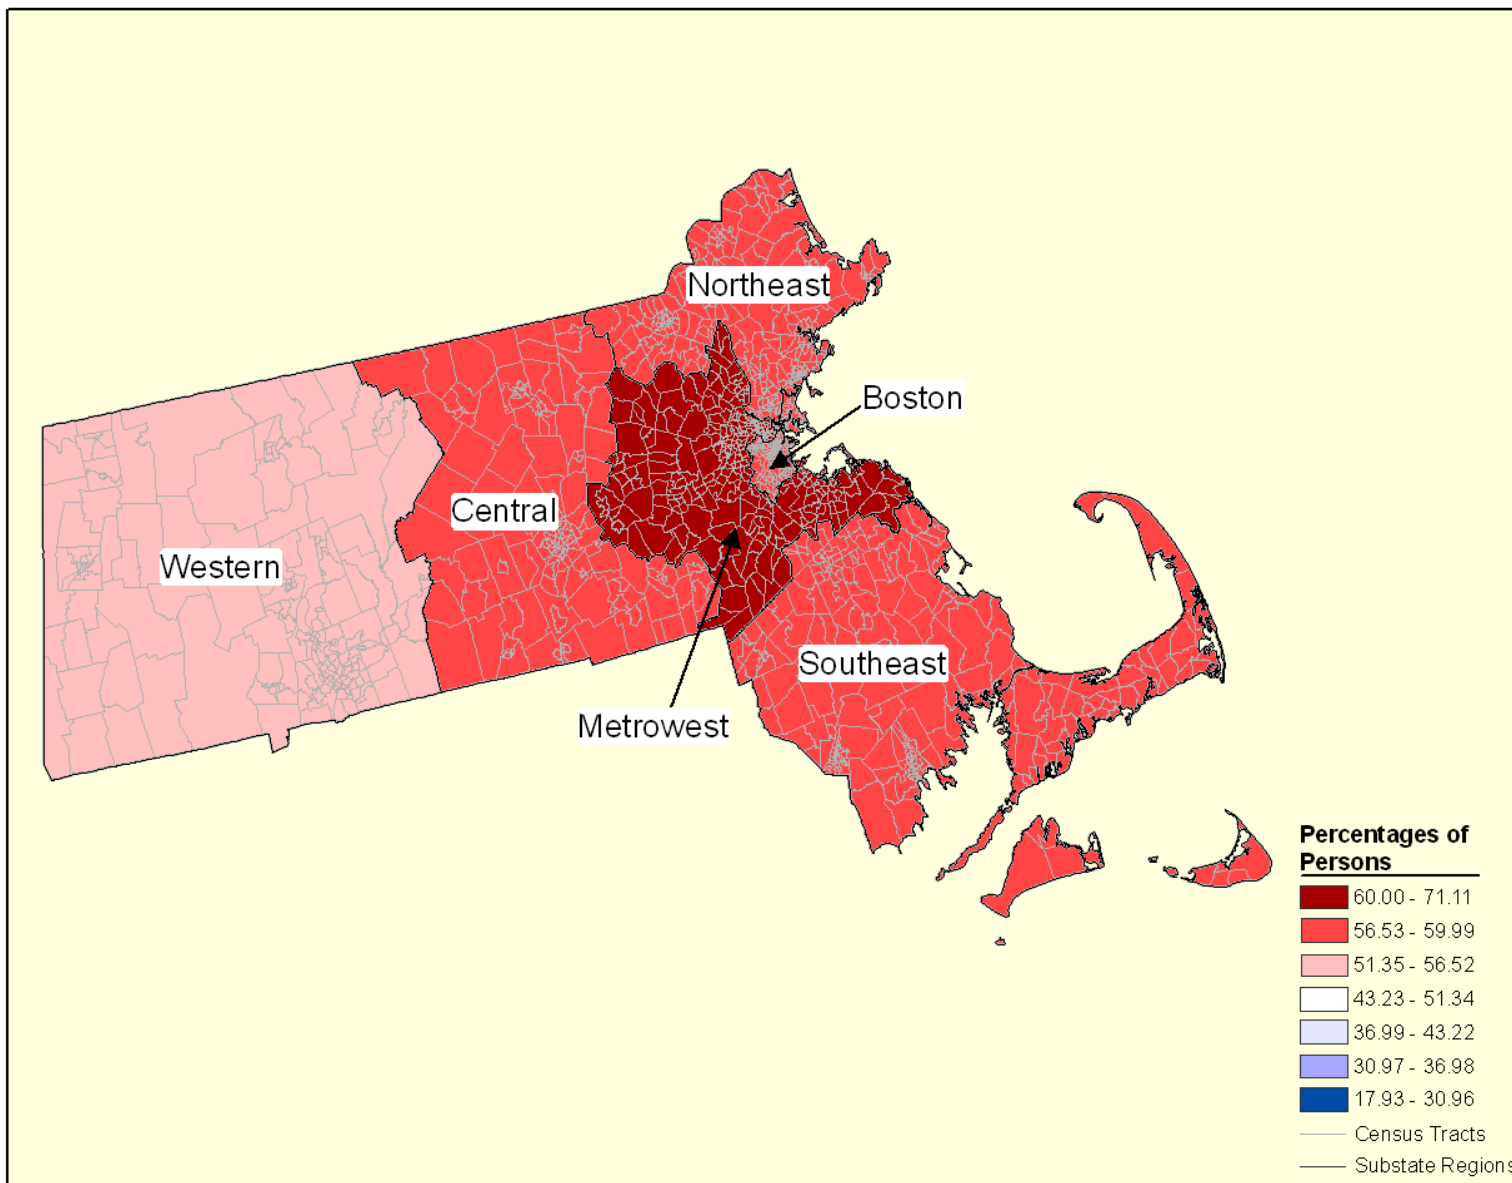 Northeast
Boston
Central
Western
Southeast
Metrowest
Percentages of
Persons
60.00 - 71.11
56.53 - 59.99
51.35 - 56.52
43.23 - 51.34
36.99 - 43.22
30.97 - 36.98
17.93 - 30.96
Census Tracts
Substate Regions